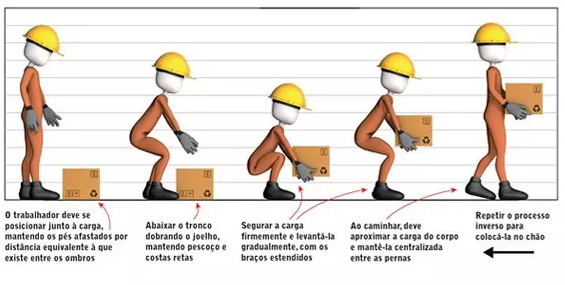 O trabalhador deve se
posicionar junto à carga,
mantendo os pés afastados por
distância equivalente à que
existe entre os ombros
Abaixar o tronco
dobrando o joelho,
mantendo pescoço e
costas retas
Segurar a carga
firmemente e levantá-la
gradualmente, com os
braços estendidos
Ao caminhar, deve
aproximar a carga do corpo
e mantê-la centralizada
entre as pernas
Repetir o processo
inverso para
colocá-la no chão